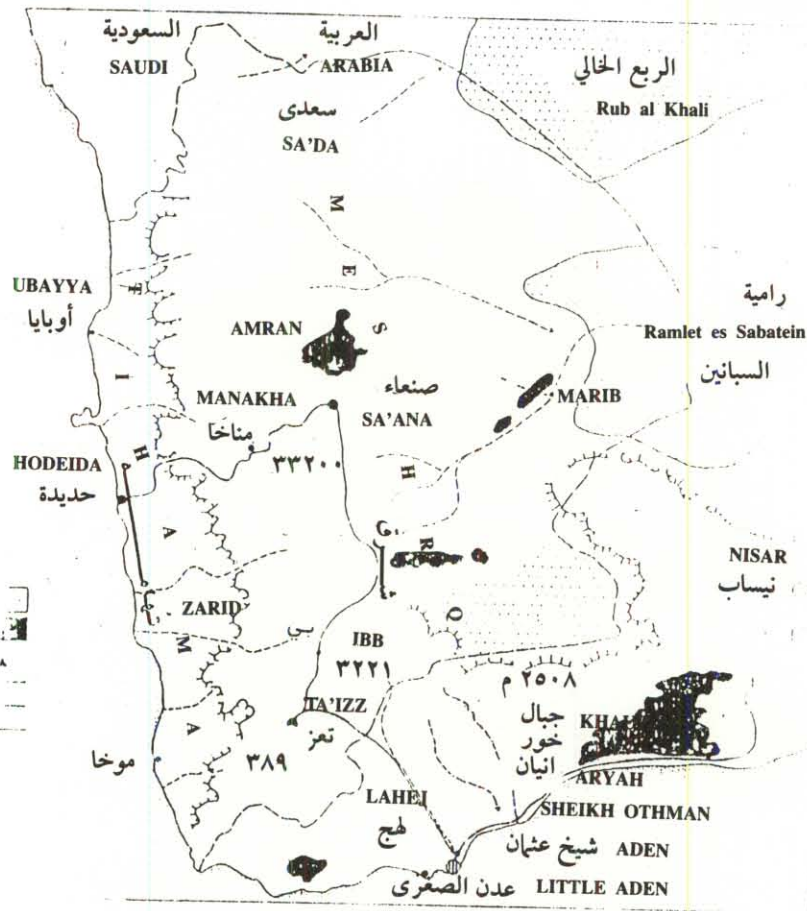 السعودية
العربية
SAUDI
ARABIA
الربع الخالي
Rub al Khali
سعدى
SA'DA
M
E
S
H
R
Q
UBAYYA
أوبايا
T
I
H
A
M
A
AMRAN
رامية
Ramlet es Sabatein
السبانين
صنعاء
SA'ANA
MANAKHA
مناخا
MARIB
٣٣٢٠٠
HODEIDA
حديدة
NISAR
نيساب
ZARID
IBB
٣٢٢١
٢٥٠٨ م
TA'IZZ
تعز
٣٨٩
موخا
جبال
خور
انيان
ARYAH
LAHEJ
لهج
SHEIKH OTHMAN
شيخ عثمان
ADEN
عدن الصغرى
LITTLE ADEN